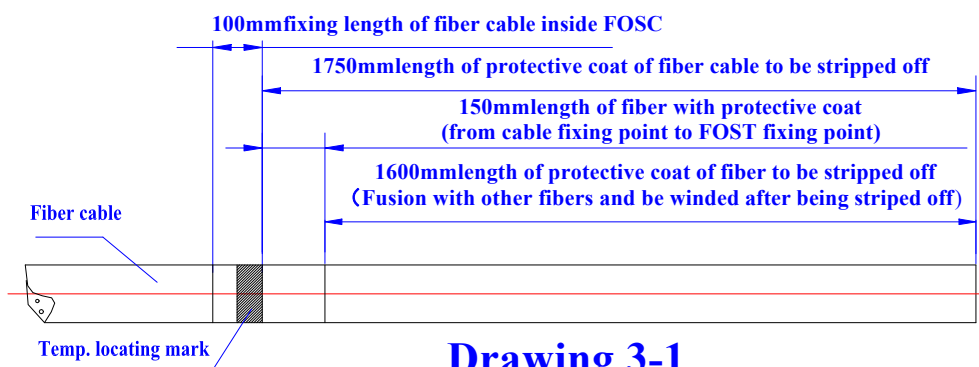 100mmfixing length of fiber cable inside FOSC
1750mmlength of protective coat of fiber cable to be stripped off
150mmlength of fiber with protective coat
(from cable fixing point to FOST fixing point)
1600mmlength of protective coat of fiber to be stripped off
（Fusion with other fibers and be winded after being striped off)
Fiber cable
Temp. locating mark
Drawing 3-1